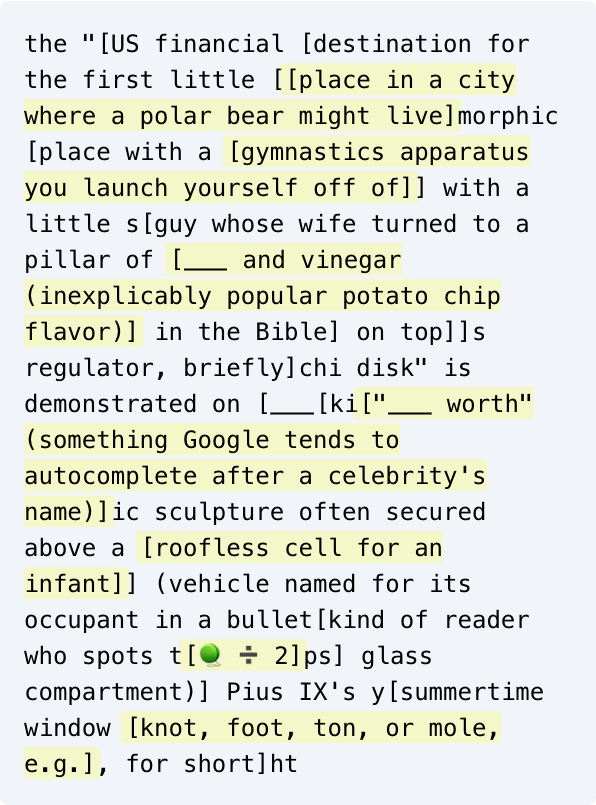 the "[US financial [destination for
the first little [[place in a city
where a polar bear might live]morphic
[place with a [gymnastics apparatus
you launch yourself off of]] with a
little s[guy whose wife turned to a
pillar of [___ and vinegar
(inexplicably popular potato chip
flavor)] in the Bible] on top]]s
regulator, briefly]chi disk" is
demonstrated on [___[ki["___ worth"
(something Google tends to
autocomplete after a celebrity's
name)]ic sculpture often secured
above a [roofless cell for an
infant]] (vehicle named for its
occupant in a bullet[kind of reader
who spots t[🟢 ➗ 2]ps] glass
compartment)] Pius IX's y[summertime
window [knot, foot, ton, or mole,
e.g.], for short]ht